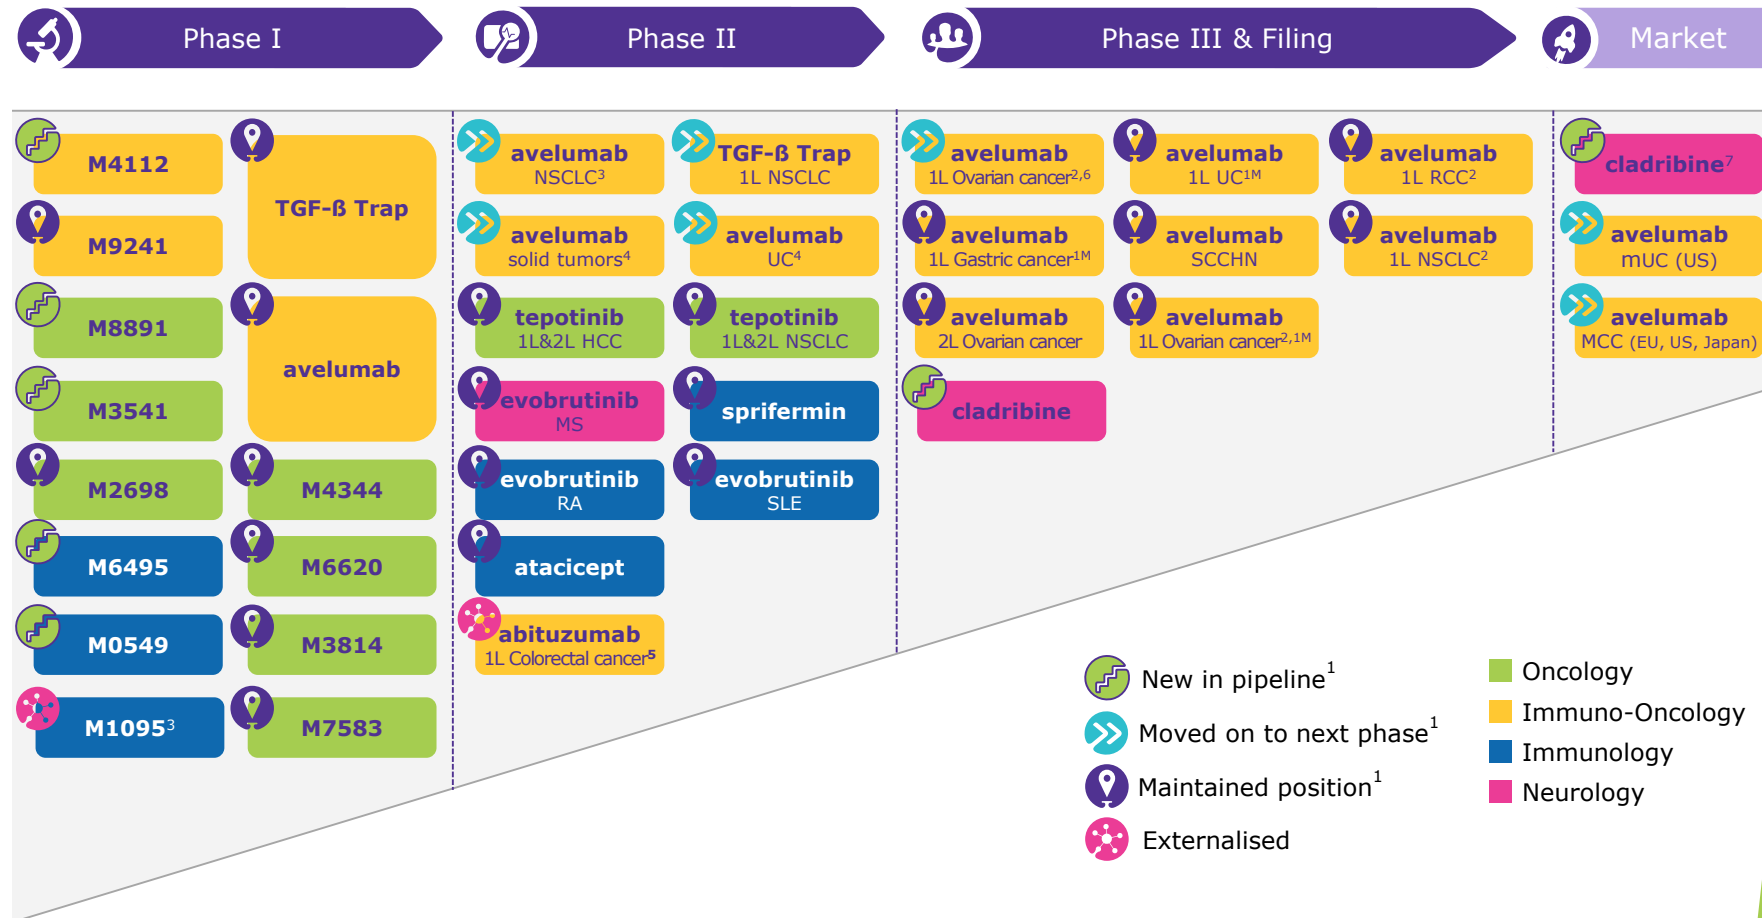 Phase I
Phase II
Phase III & Filing
Market
M4112
TGF-ß Trap
M9241
M8891
avelumab
M3541
M2698
M4344
M6495
M6620
M0549
M3814
M1095³
M7583
avelumab
NSCLC³
TGF-ß Trap
1L NSCLC
avelumab
solid tumors⁴
avelumab
UC⁴
tepotinib
1L&2L HCC
tepotinib
1L&2L NSCLC
evobrutinib
MS
sprifermin
evobrutinib
RA
evobrutinib
SLE
atacicept
abituzumab
1L Colorectal cancer⁵
avelumab
1L Ovarian cancer²,⁶
avelumab
1L UC¹ᴹ
avelumab
1L RCC²
avelumab
1L Gastric cancer¹ᴹ
avelumab
SCCHN
avelumab
1L NSCLC²
avelumab
2L Ovarian cancer
avelumab
1L Ovarian cancer²,¹ᴹ
cladribine
cladribine⁷
avelumab
mUC (US)
avelumab
MCC (EU, US, Japan)
New in pipeline¹
Moved on to next phase¹
Maintained position¹
Externalised
Oncology
Immuno-Oncology
Immunology
Neurology